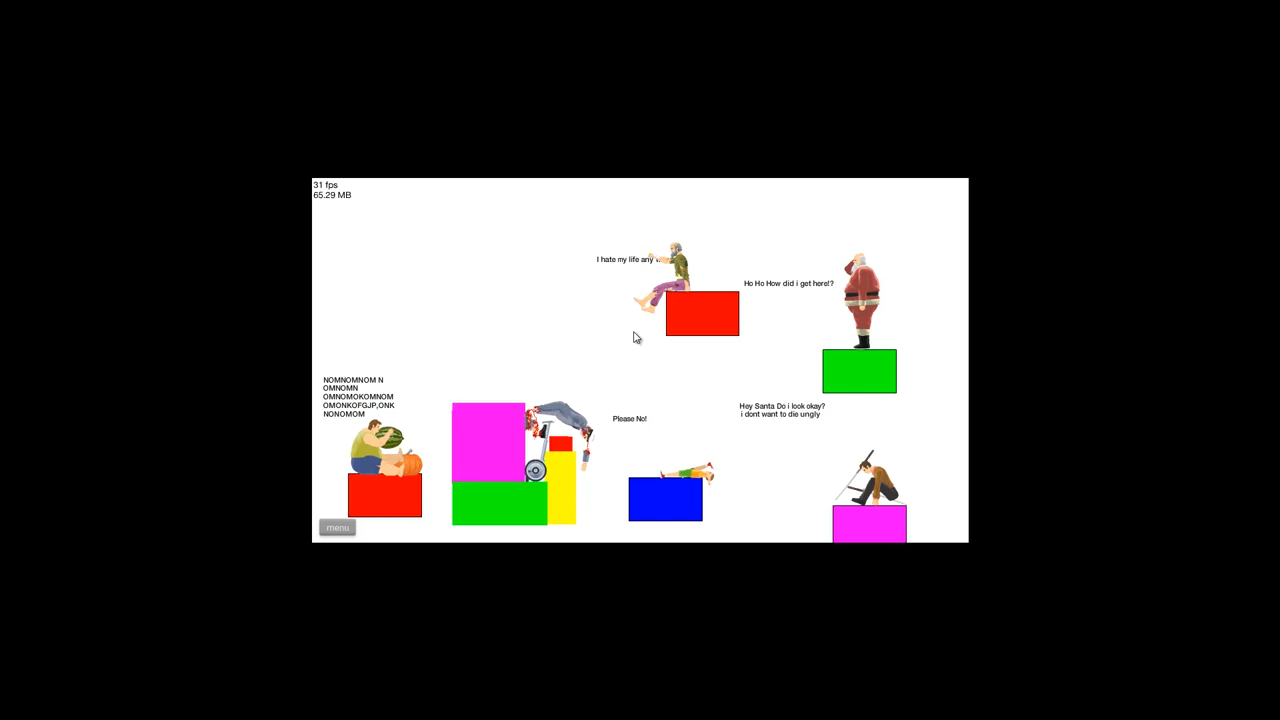 31 fps
65.29 MB
I hate my life any
Ho Ho How did i get here!?
NOMNOMNOM N
OMNOMN
OMNOMOKOMNOM
OMONKOFGJP,ONK
NONOMOM
Please No!
Hey Santa Do i look okay?
i dont want to die ungly
menu